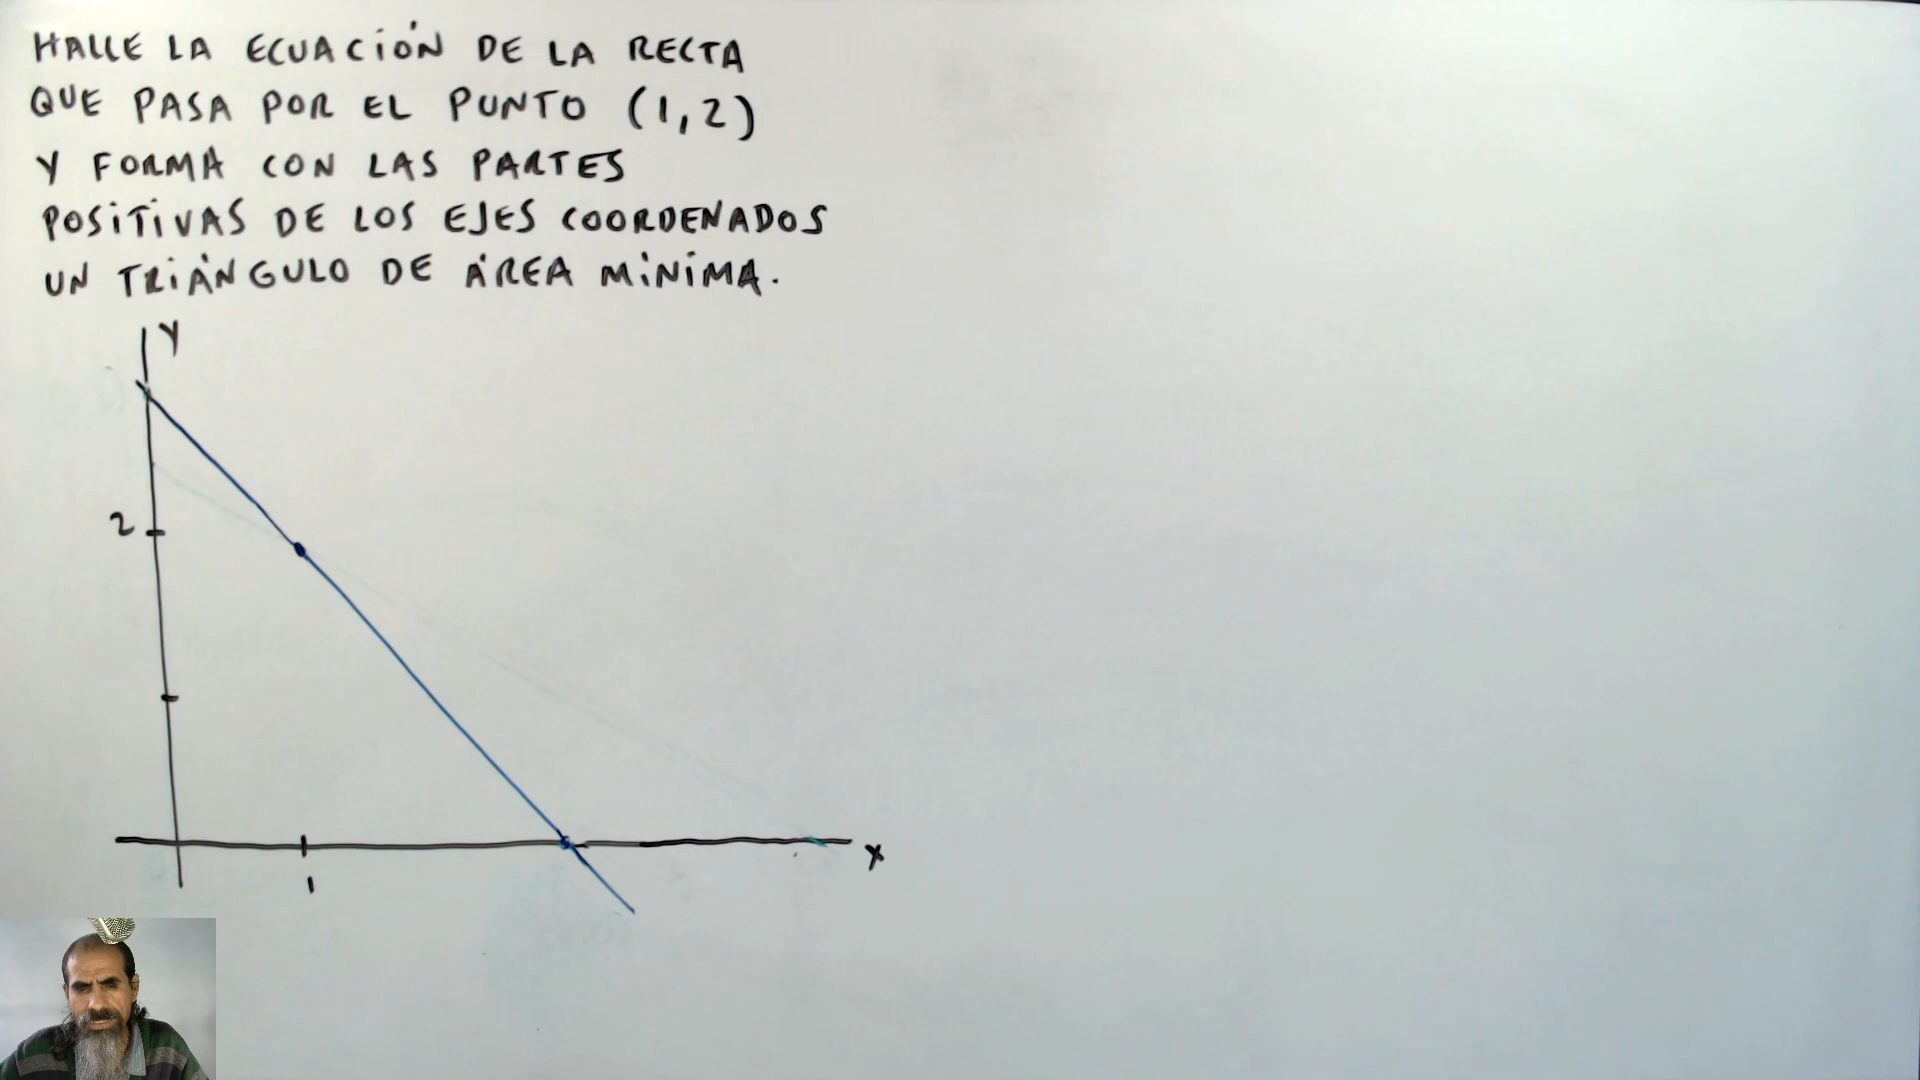 HALLE LA ECUACIÓN DE LA RECTA
QUE PASA POR EL PUNTO (1,2)
Y FORMA CON LAS PARTES
POSITIVAS DE LOS EJES COORDENADOS
UN TRIÁNGULO DE ÁREA MÍNIMA.
Y
2
X
1